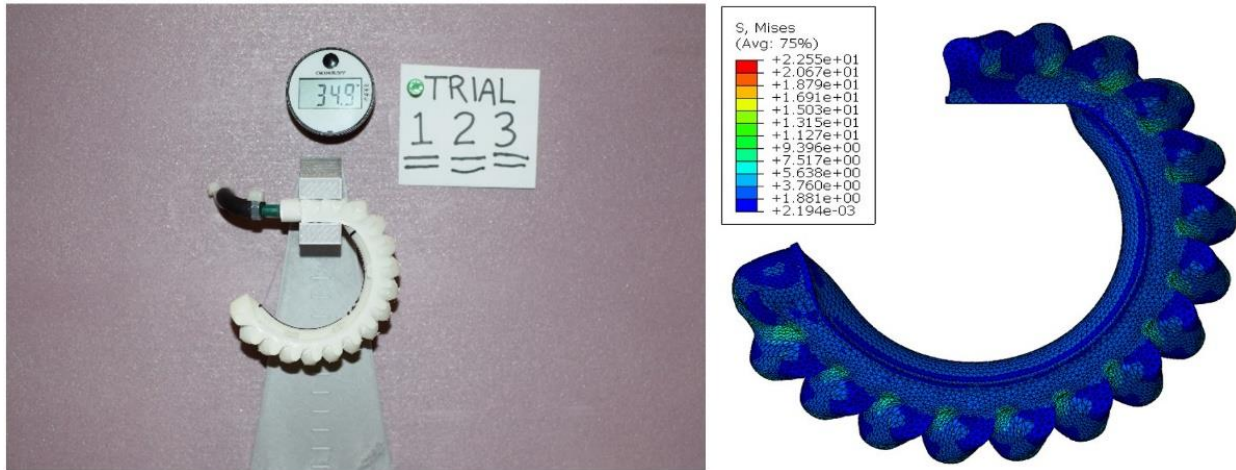 34.9
TRIAL
1 2 3
S, Mises
(Avg: 75%)
+2.255e+01
+2.067e+01
+1.879e+01
+1.691e+01
+1.503e+01
+1.315e+01
+1.127e+01
+9.396e+00
+7.517e+00
+5.638e+00
+3.760e+00
+1.881e+00
+2.194e-03